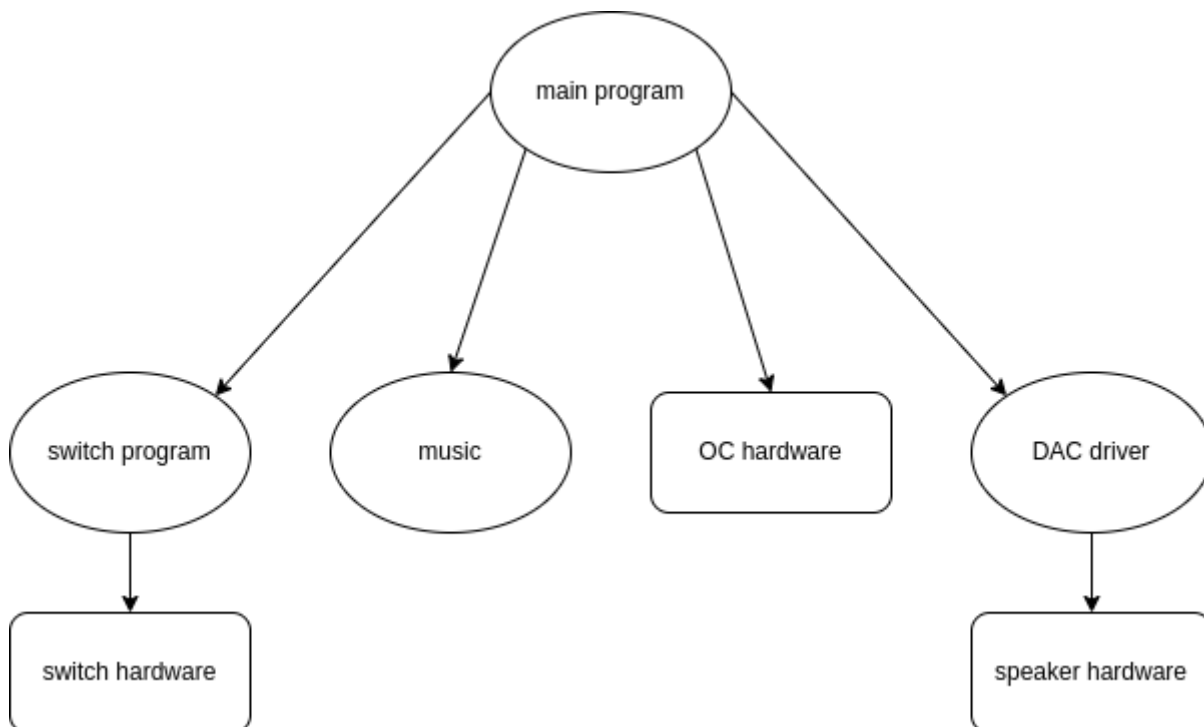 main program
switch program
music
OC hardware
DAC driver
switch hardware
speaker hardware